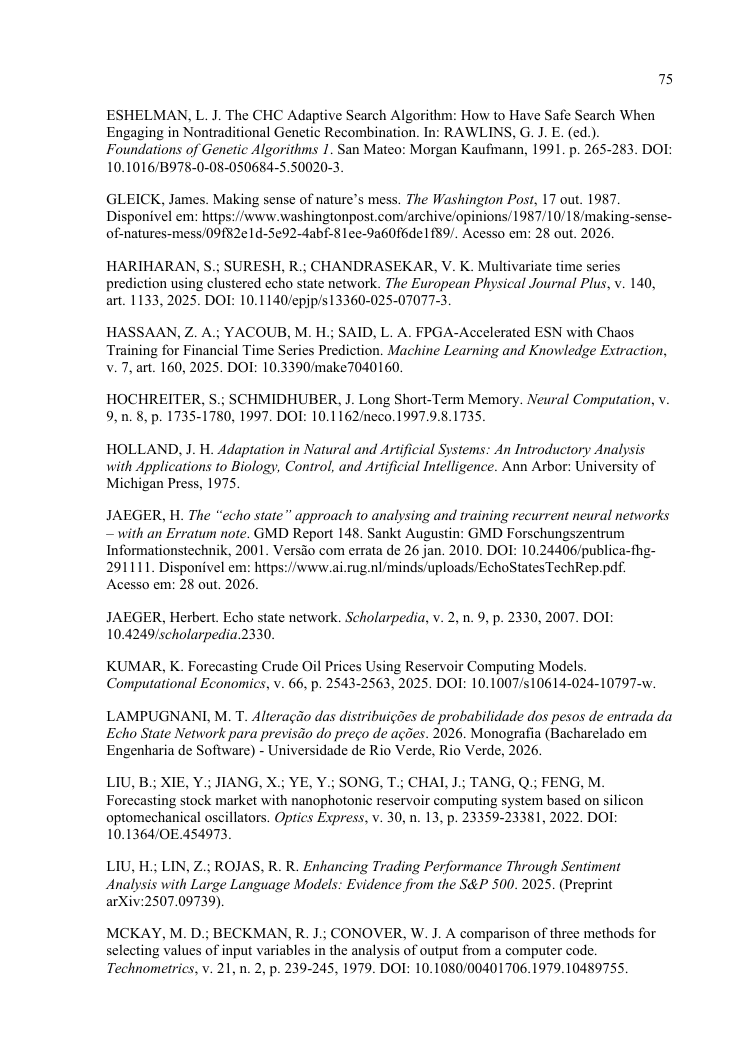 75
ESHELMAN, L. J. The CHC Adaptive Search Algorithm: How to Have Safe Search When
Engaging in Nontraditional Genetic Recombination. In: RAWLINS, G. J. E. (ed.).
Foundations of Genetic Algorithms 1. San Mateo: Morgan Kaufmann, 1991. p. 265-283. DOI:
10.1016/B978-0-08-050684-5.50020-3.
GLEICK, James. Making sense of nature’s mess. The Washington Post, 17 out. 1987.
Disponível em: https://www.washingtonpost.com/archive/opinions/1987/10/18/making-sense-
of-natures-mess/09f82e1d-5e92-4abf-81ee-9a60f6de1f89/. Acesso em: 28 out. 2026.
HARIHARAN, S.; SURESH, R.; CHANDRASEKAR, V. K. Multivariate time series
prediction using clustered echo state network. The European Physical Journal Plus, v. 140,
art. 1133, 2025. DOI: 10.1140/epjp/s13360-025-07077-3.
HASSAAN, Z. A.; YACOUB, M. H.; SAID, L. A. FPGA-Accelerated ESN with Chaos
Training for Financial Time Series Prediction. Machine Learning and Knowledge Extraction,
v. 7, art. 160, 2025. DOI: 10.3390/make7040160.
HOCHREITER, S.; SCHMIDHUBER, J. Long Short-Term Memory. Neural Computation, v.
9, n. 8, p. 1735-1780, 1997. DOI: 10.1162/neco.1997.9.8.1735.
HOLLAND, J. H. Adaptation in Natural and Artificial Systems: An Introductory Analysis
with Applications to Biology, Control, and Artificial Intelligence. Ann Arbor: University of
Michigan Press, 1975.
JAEGER, H. The “echo state” approach to analysing and training recurrent neural networks
– with an Erratum note. GMD Report 148. Sankt Augustin: GMD Forschungszentrum
Informationstechnik, 2001. Versão com errata de 26 jan. 2010. DOI: 10.24406/publica-fhg-
291111. Disponível em: https://www.ai.rug.nl/minds/uploads/EchoStatesTechRep.pdf.
Acesso em: 28 out. 2026.
JAEGER, Herbert. Echo state network. Scholarpedia, v. 2, n. 9, p. 2330, 2007. DOI:
10.4249/scholarpedia.2330.
KUMAR, K. Forecasting Crude Oil Prices Using Reservoir Computing Models.
Computational Economics, v. 66, p. 2543-2563, 2025. DOI: 10.1007/s10614-024-10797-w.
LAMPUGNANI, M. T. Alteração das distribuições de probabilidade dos pesos de entrada da
Echo State Network para previsão do preço de ações. 2026. Monografia (Bacharelado em
Engenharia de Software) - Universidade de Rio Verde, Rio Verde, 2026.
LIU, B.; XIE, Y.; JIANG, X.; YE, Y.; SONG, T.; CHAI, J.; TANG, Q.; FENG, M.
Forecasting stock market with nanophotonic reservoir computing system based on silicon
optomechanical oscillators. Optics Express, v. 30, n. 13, p. 23359-23381, 2022. DOI:
10.1364/OE.454973.
LIU, H.; LIN, Z.; ROJAS, R. R. Enhancing Trading Performance Through Sentiment
Analysis with Large Language Models: Evidence from the S&P 500. 2025. (Preprint
arXiv:2507.09739).
MCKAY, M. D.; BECKMAN, R. J.; CONOVER, W. J. A comparison of three methods for
selecting values of input variables in the analysis of output from a computer code.
Technometrics, v. 21, n. 2, p. 239-245, 1979. DOI: 10.1080/00401706.1979.10489755.